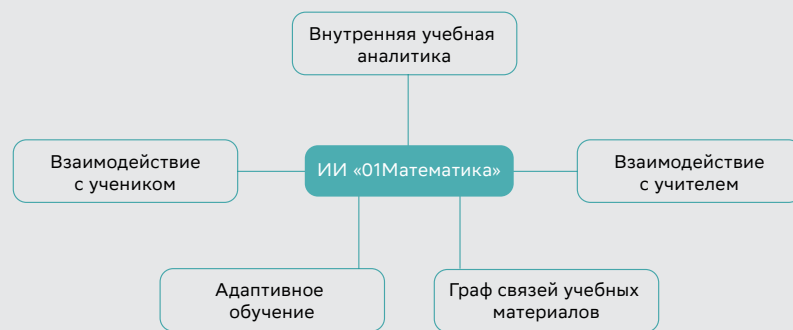 Внутренняя учебная
аналитика
Взаимодействие
с учеником
ИИ «01Математика»
Взаимодействие
с учителем
Адаптивное
обучение
Граф связей учебных
материалов